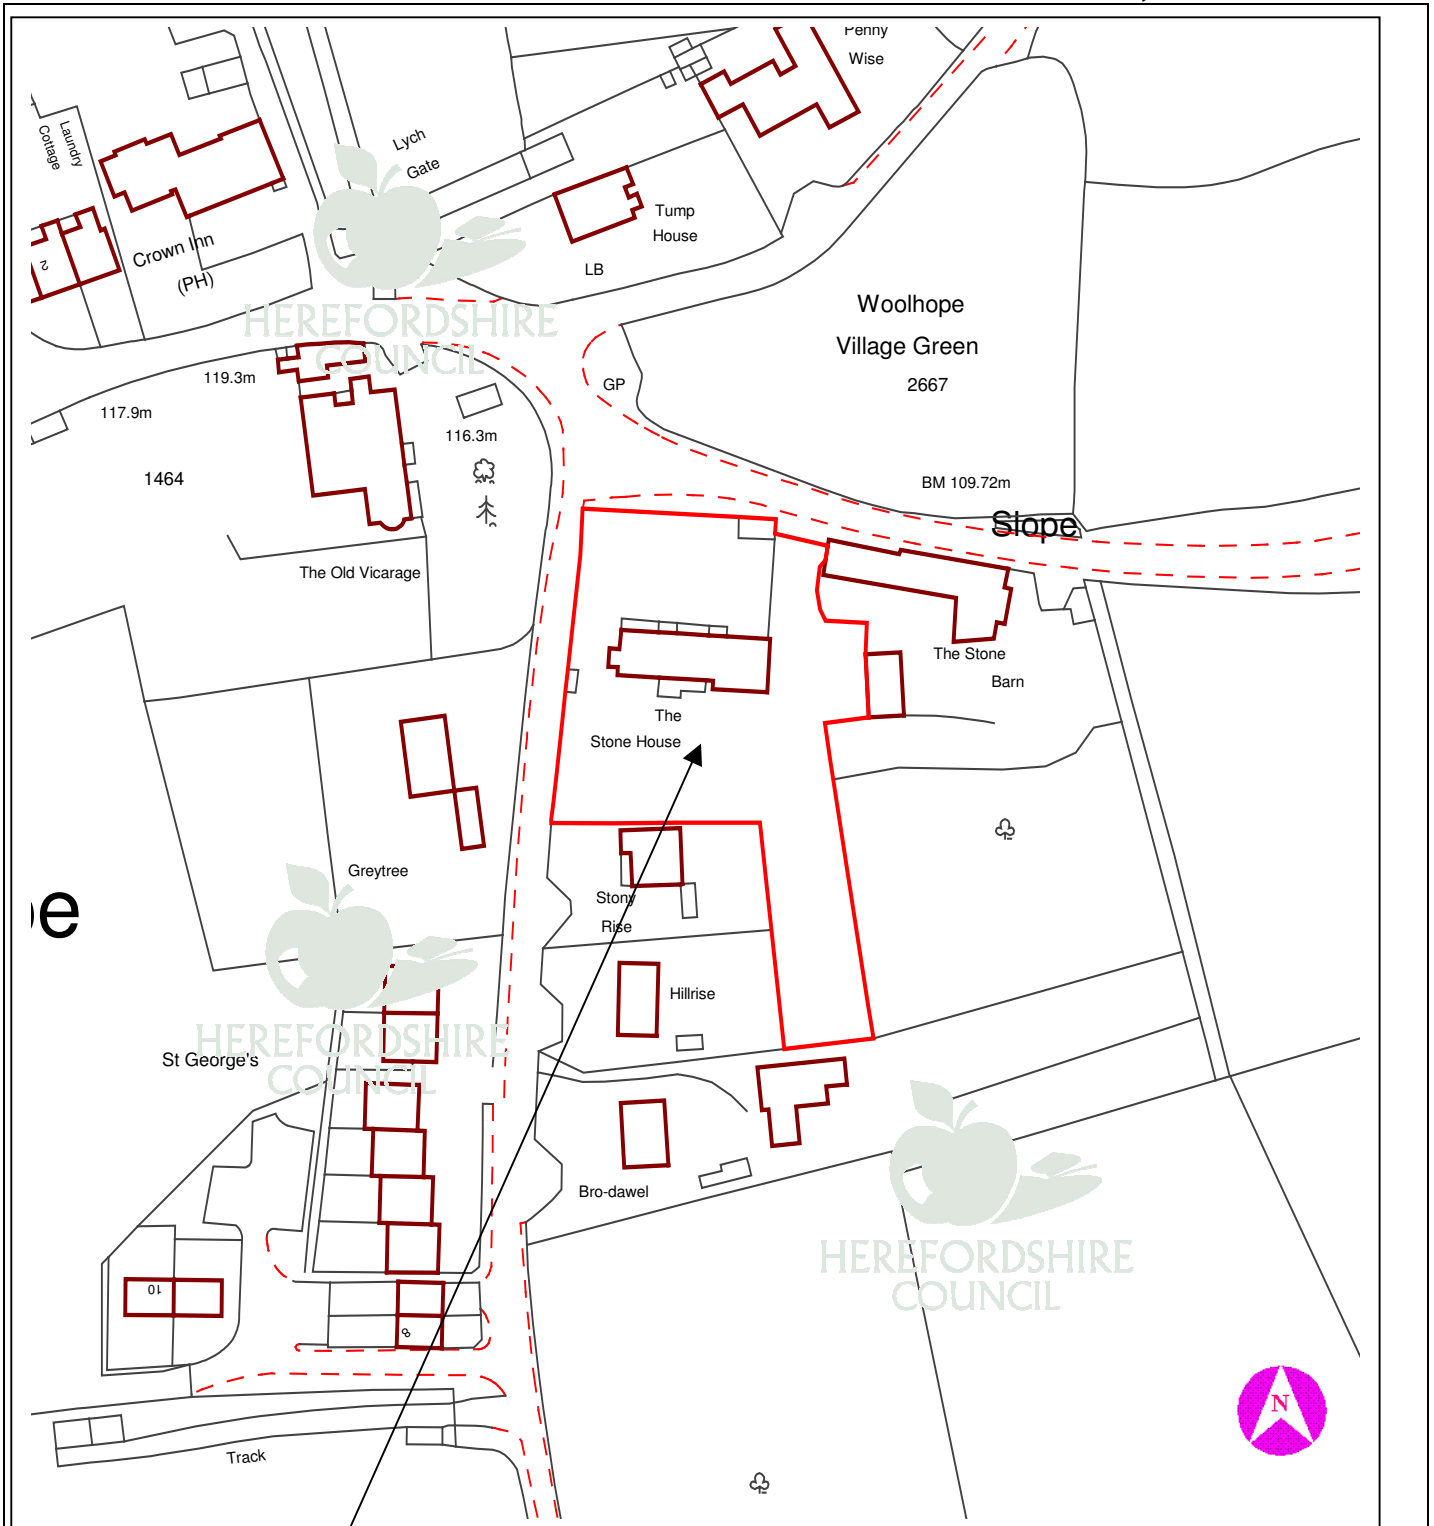 Penny
Wise
Laundry
Cottage
Lych
Gate
Tump
House
2
Crown Inn
(PH)
LB
HEREFORDSHIRE
COUNCIL
Woolhope
Village Green
2667
119.3m
GP
117.9m
116.3m
1464
BM 109.72m
Slope
The Old Vicarage
The Stone
Barn
The
Stone House
Greytree
Stony
Rise
Hillrise
HEREFORDSHIRE
COUNCIL
St George's
Bro-dawel
HEREFORDSHIRE
COUNCIL
10
8
N
Track